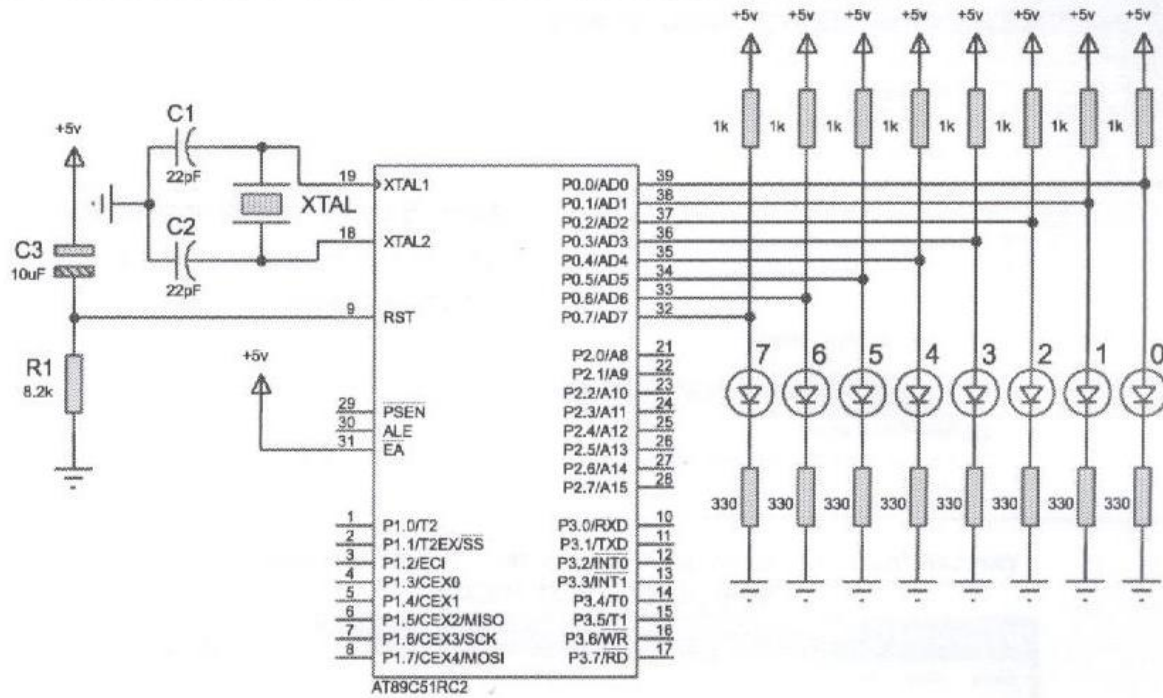 +5v +5v +5v +5v +5v +5v +5v +5v
1k 1k 1k 1k 1k 1k 1k 1k
+5v
C1
22pF
XTAL
C2
22pF
C3
10uF
R1
8.2k
+5v
19 XTAL1
18 XTAL2
9 RST
29 PSEN
30 ALE
31 EA
1 P1.0/T2
2 P1.1/T2EX/SS
3 P1.2/ECI
4 P1.3/CEX0
5 P1.4/CEX1
6 P1.5/CEX2/MISO
7 P1.6/CEX3/SCK
8 P1.7/CEX4/MOSI
P0.0/AD0 39
P0.1/AD1 38
P0.2/AD2 37
P0.3/AD3 36
P0.4/AD4 35
P0.5/AD5 34
P0.6/AD6 33
P0.7/AD7 32
P2.0/A8 21
P2.1/A9 22
P2.2/A10 23
P2.3/A11 24
P2.4/A12 25
P2.5/A13 26
P2.6/A14 27
P2.7/A15 28
P3.0/RXD 10
P3.1/TXD 11
P3.2/INT0 12
P3.3/INT1 13
P3.4/T0 14
P3.5/T1 15
P3.6/WR 16
P3.7/RD 17
AT89C51RC2
7 6 5 4 3 2 1 0
330 330 330 330 330 330 330 330